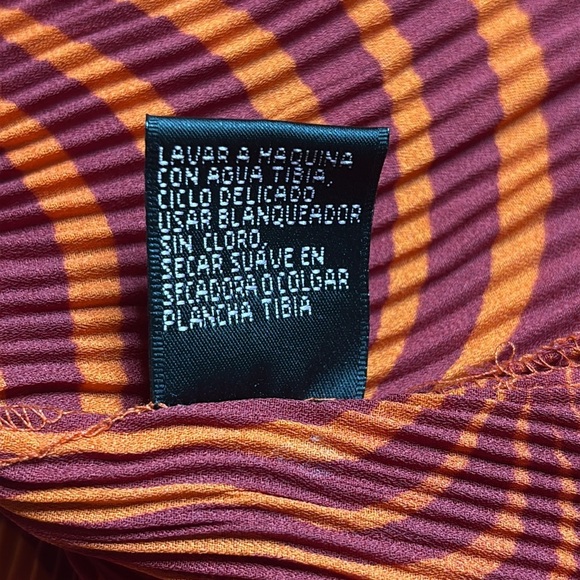 LAVAR A MAQUINA
CON AGUA TIBIA,
CICLO DELICADO
USAR BLANQUEADOR
SIN CLORO,
SECAR SUAVE EN
SECADORA O COLGAR
PLANCHA TIBIA